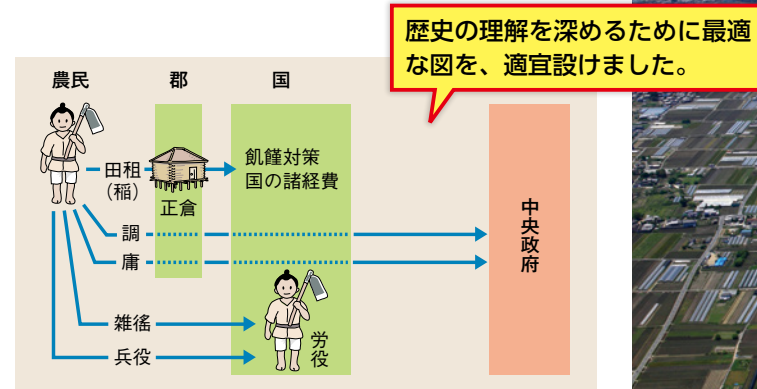 歴史の理解を深めるために最適
な図を、適宜設けました。
農民
郡
国
田租
(稲)
正倉
飢饉対策
国の諸経費
調
庸
中央政府
雑徭
兵役
労役